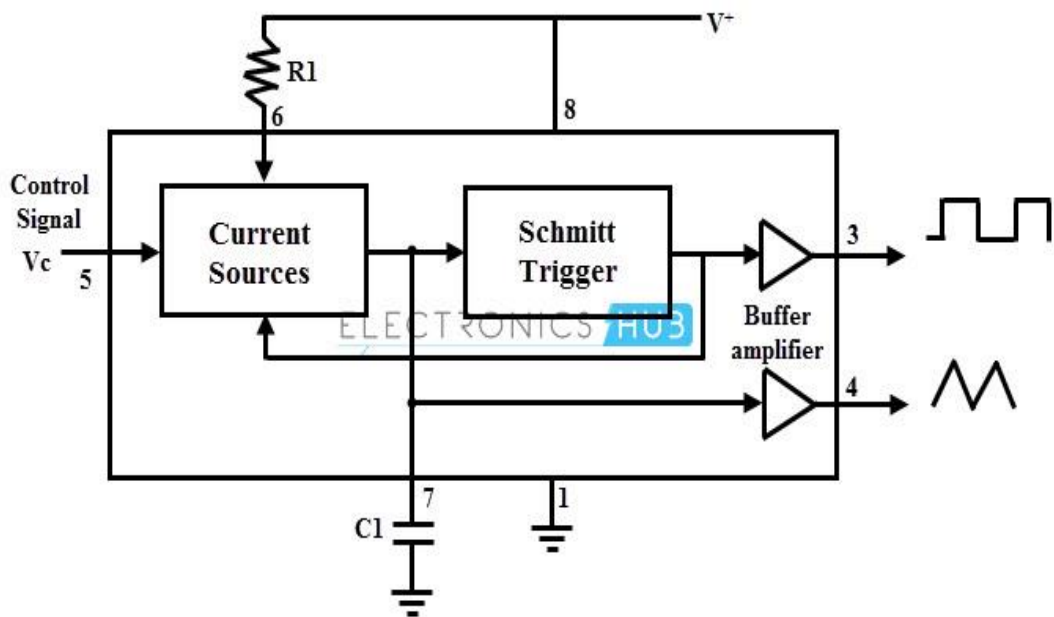 V+
R1
6
8
Control
Signal
Vc
5
Current
Sources
Schmitt
Trigger
3
ELECTRONICS HUB
Buffer
amplifier
4
7
1
C1